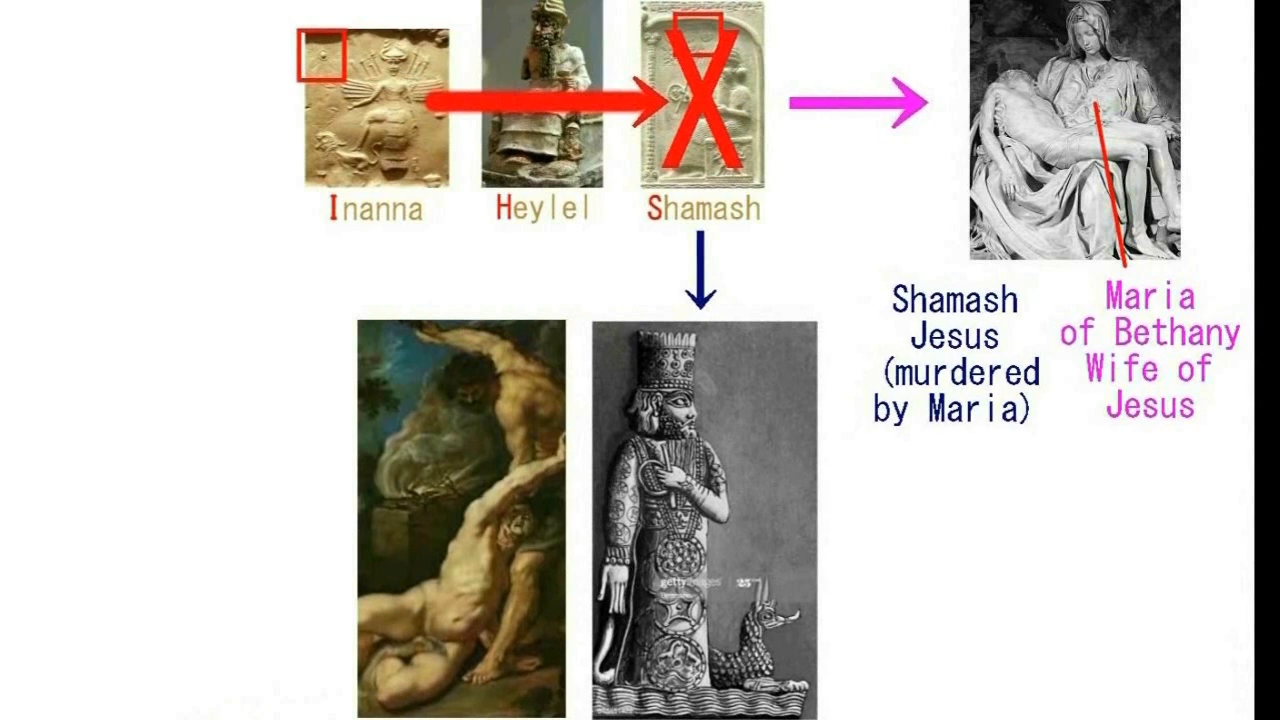 Inanna
Heylel
Shamash
Shamash
Jesus
(murdered
by Maria)
Maria
of Bethany
Wife of
Jesus
gettyimages